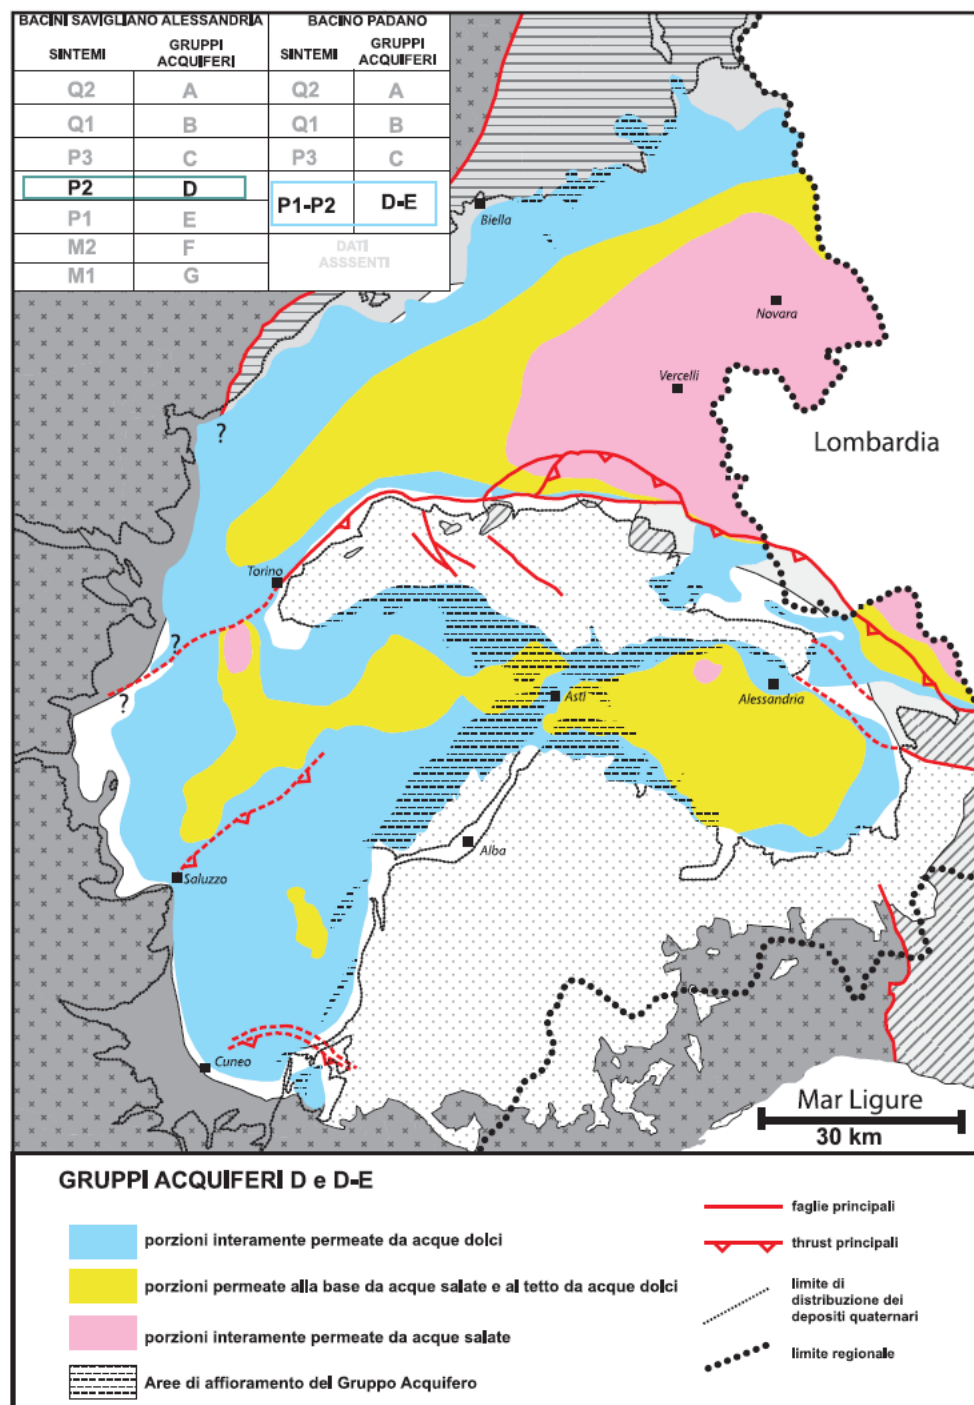 BACINI SAVIGLIANO ALESSANDRIA BACINO PADANO
SINTEMI GRUPPI ACQUIFERI SINTEMI GRUPPI ACQUIFERI
Q2 A Q2 A
Q1 B Q1 B
P3 C P3 C
P2 D P1-P2 D-E
P1 E
M2 F DATI
ASSSENTI
M1 G
Biella
Novara
Vercelli
?
Lombardia
Torino
?
?
Asti
Alessandria
Alba
Saluzzo
Cuneo
Mar Ligure
30 km
GRUPPI ACQUIFERI D e D-E
porzioni interamente permeate da acque dolci
porzioni permeate alla base da acque salate e al tetto da acque dolci
porzioni interamente permeate da acque salate
Aree di affioramento del Gruppo Acquifero
faglie principali
thrust principali
limite di
distribuzione dei
depositi quaternari
limite regionale